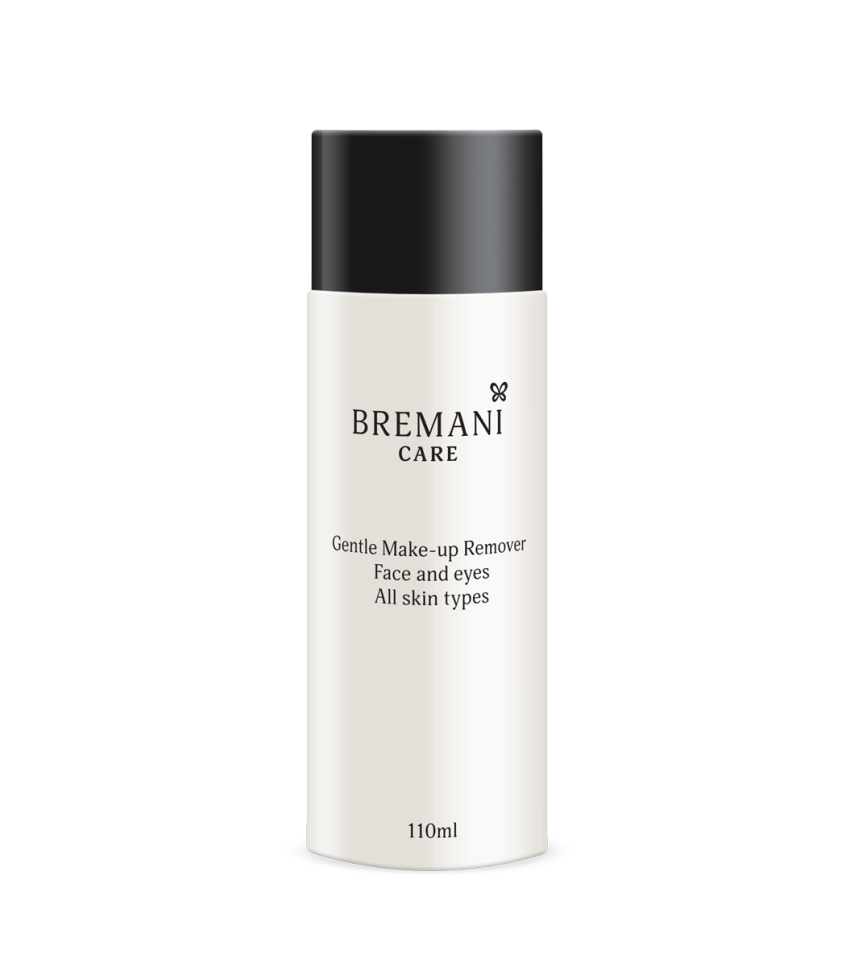 BREMANI
CARE
Gentle Make-up Remover
Face and eyes
All skin types
110ml